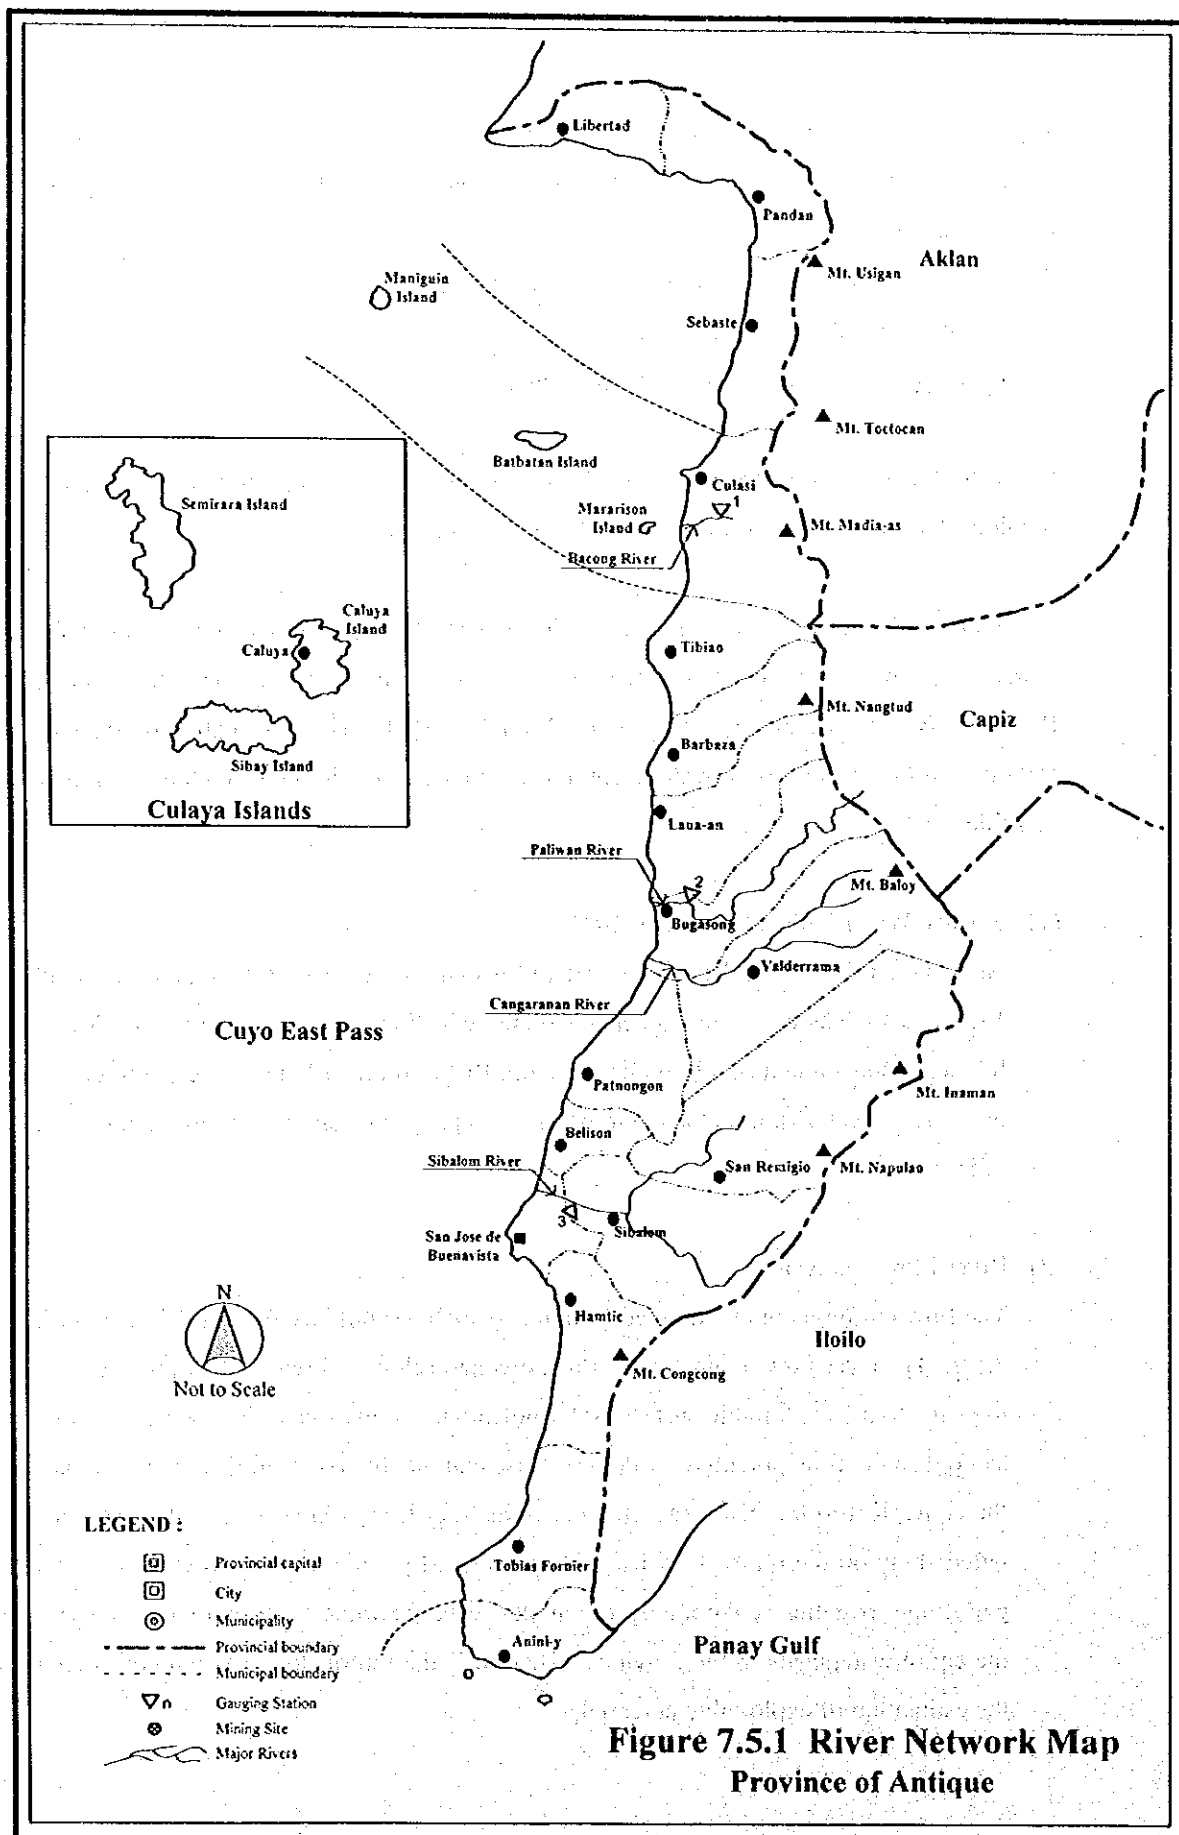 Libertad
Pandan
Aklan
Mt. Usigan
Maniguin
Island
Sebaste
Mt. Toctocan
Batbatan Island
Culasi
1
Mararison
Island
Mt. Madia-as
Bacong River
Semirara Island
Caluya
Island
Caluya
Sibay Island
Culaya Islands
Tibiao
Mt. Nangtud
Capiz
Barbaza
Laua-an
Paliwan River
2
Mt. Baloy
Bugasong
Valderrama
Cangaranan River
Cuyo East Pass
Patnongon
Mt. Inaman
Belison
Sibalom River
San Remigio
Mt. Napulao
3
Sibalom
San Jose de
Buenavista
N
Not to Scale
Hamtic
Iloilo
Mt. Congcong
LEGEND :
Provincial capital
City
Municipality
Provincial boundary
Municipal boundary
n Gauging Station
Mining Site
Major Rivers
Tobias Fornier
Anini-y
Panay Gulf
Figure 7.5.1 River Network Map
Province of Antique